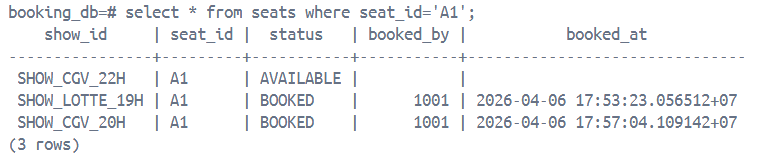 booking_db=# select * from seats where seat_id='A1';
show_id | seat_id | status | booked_by | booked_at
----------------+---------+-----------+-----------+-------------------------------
SHOW_CGV_22H | A1 | AVAILABLE | |
SHOW_LOTTE_19H | A1 | BOOKED | 1001 | 2026-04-06 17:53:23.056512+07
SHOW_CGV_20H | A1 | BOOKED | 1001 | 2026-04-06 17:57:04.109142+07
(3 rows)